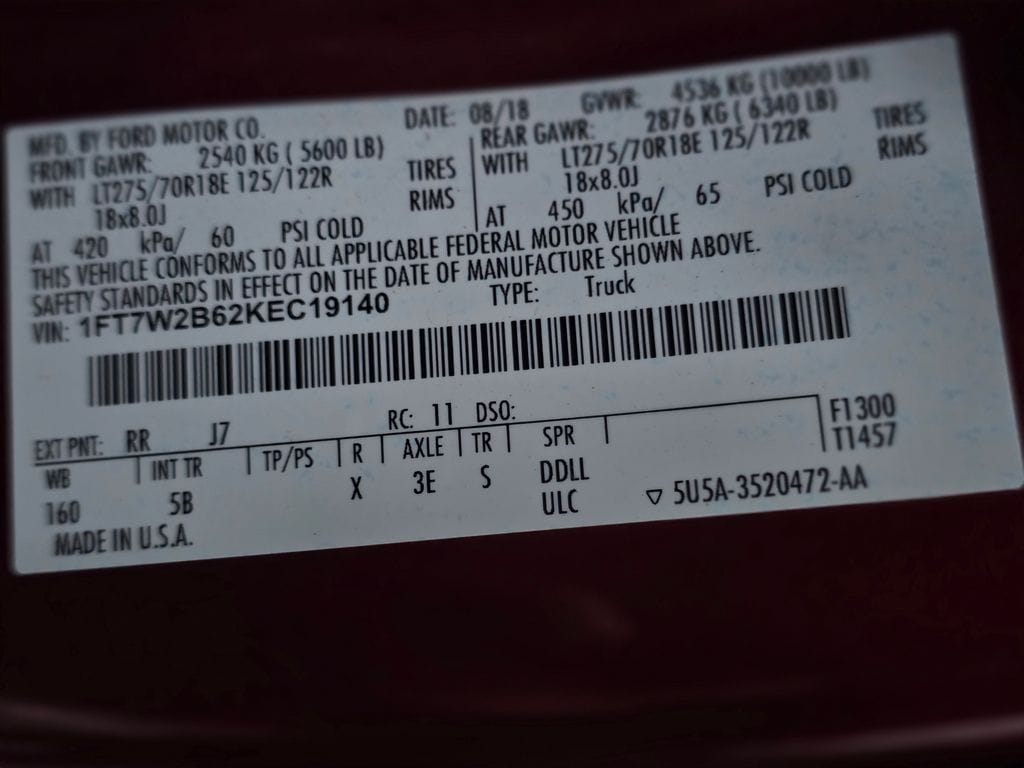 MFD. BY FORD MOTOR CO. DATE: 08/18 GVWR: 4536 KG (10000 LB)
FRONT GAWR: 2540 KG ( 5600 LB) REAR GAWR: 2876 KG ( 6340 LB)
WITH LT275/70R18E 125/122R TIRES WITH LT275/70R18E 125/122R TIRES
18x8.0J RIMS 18x8.0J RIMS
AT 420 kPa/ 60 PSI COLD AT 450 kPa/ 65 PSI COLD
THIS VEHICLE CONFORMS TO ALL APPLICABLE FEDERAL MOTOR VEHICLE
SAFETY STANDARDS IN EFFECT ON THE DATE OF MANUFACTURE SHOWN ABOVE.
VIN: 1FT7W2B62KEC19140 TYPE: Truck
EXT PNT: RR J7 RC: 11 DSO: F1300
WB INT TR TP/PS R AXLE TR SPR T1457
160 5B X 3E S DDLL
ULC ▽ 5U5A-3520472-AA
MADE IN U.S.A.